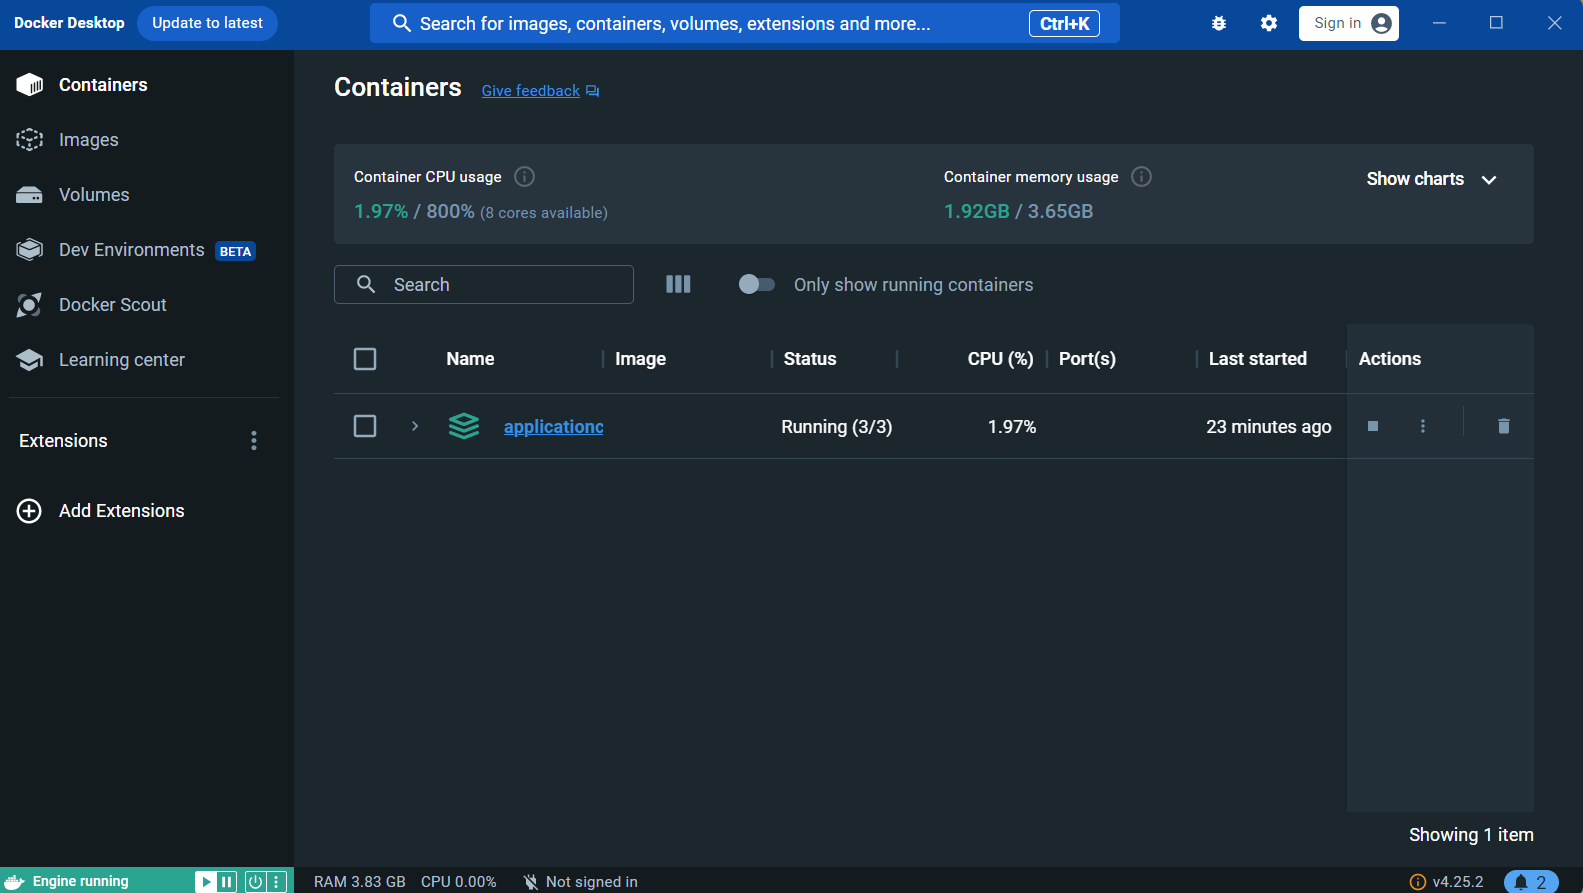 Docker Desktop Update to latest Search for images, containers, volumes, extensions and more... Ctrl+K Sign in
Containers
Images
Volumes
Dev Environments BETA
Docker Scout
Learning center
Extensions
Add Extensions
Containers Give feedback
Container CPU usage Container memory usage Show charts
1.97% / 800% (8 cores available) 1.92GB / 3.65GB
Search Only show running containers
Name Image Status CPU (%) Port(s) Last started Actions
applicationc Running (3/3) 1.97% 23 minutes ago
Showing 1 item
Engine running RAM 3.83 GB CPU 0.00% Not signed in v4.25.2 2